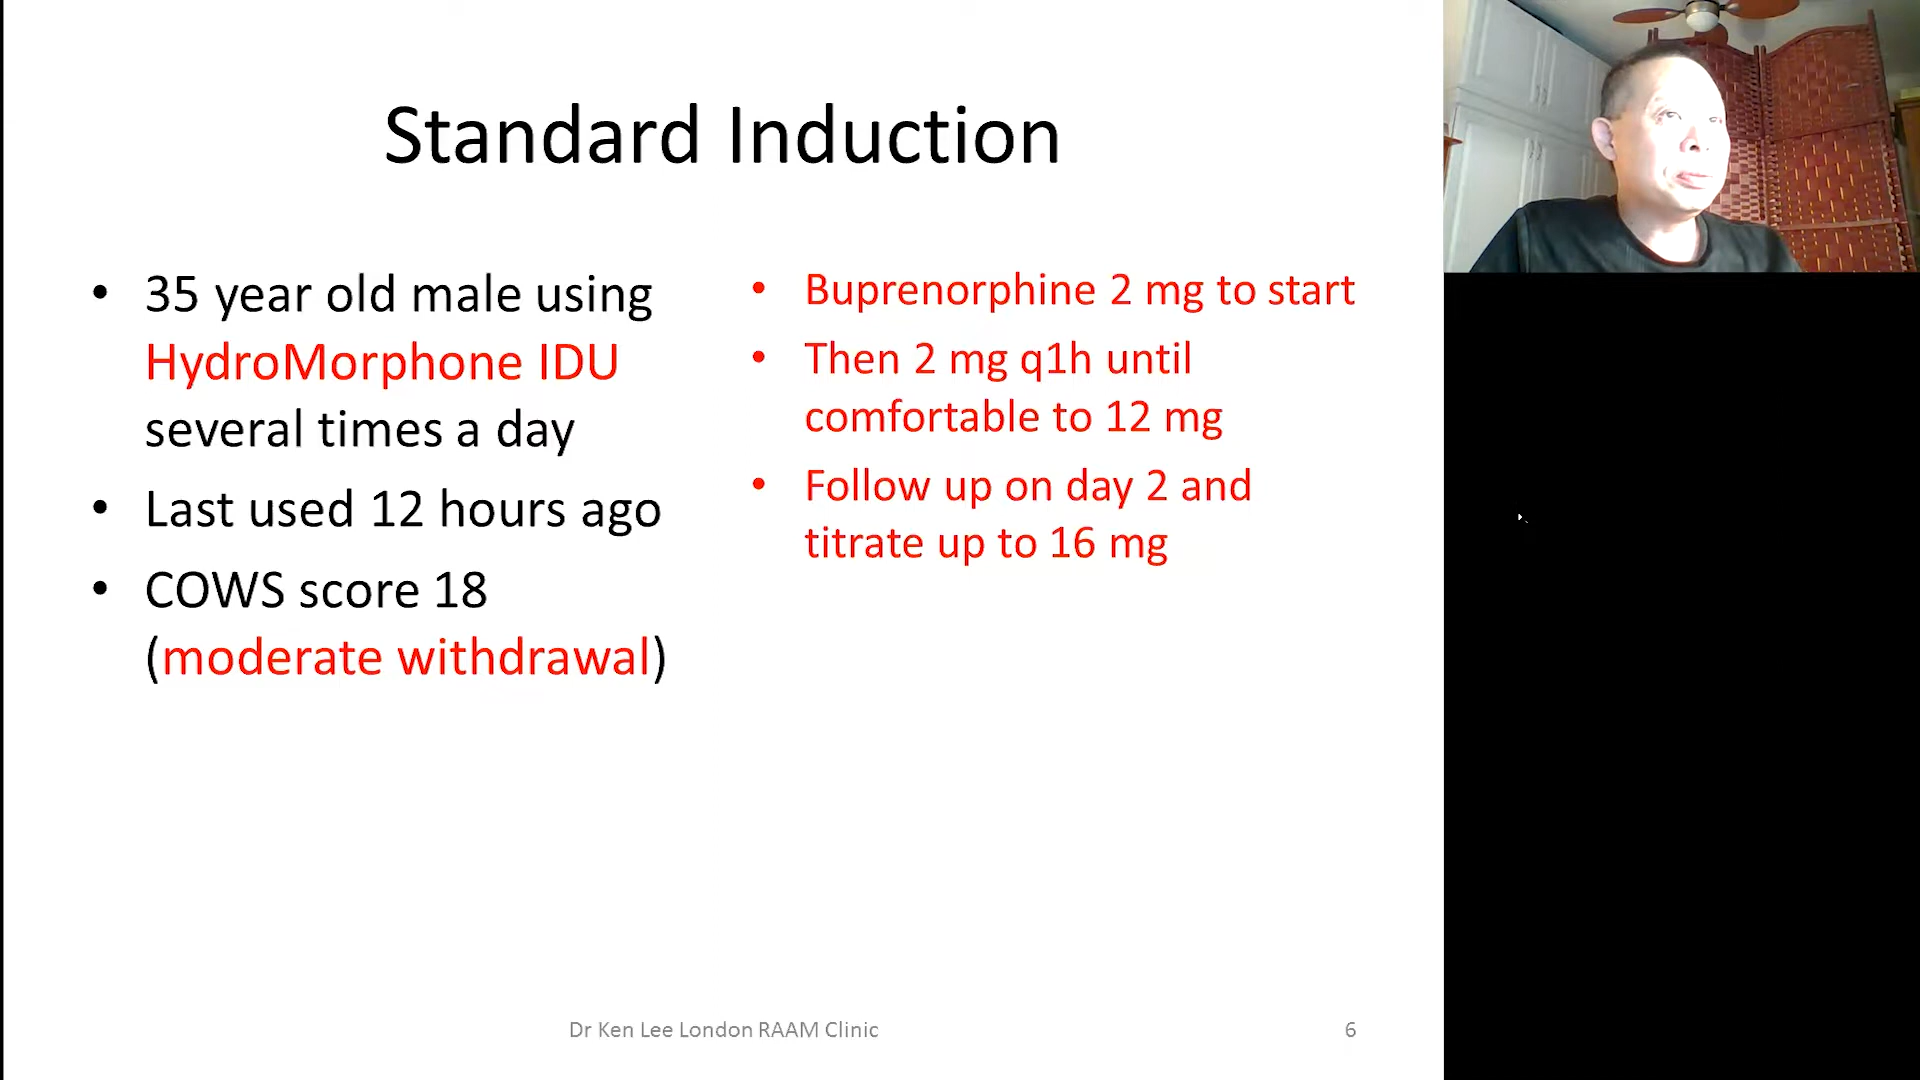 Standard Induction
• 35 year old male using
HydroMorphone IDU
several times a day
• Last used 12 hours ago
• COWS score 18
(moderate withdrawal)
• Buprenorphine 2 mg to start
• Then 2 mg q1h until
comfortable to 12 mg
• Follow up on day 2 and
titrate up to 16 mg
Dr Ken Lee London RAAM Clinic
6